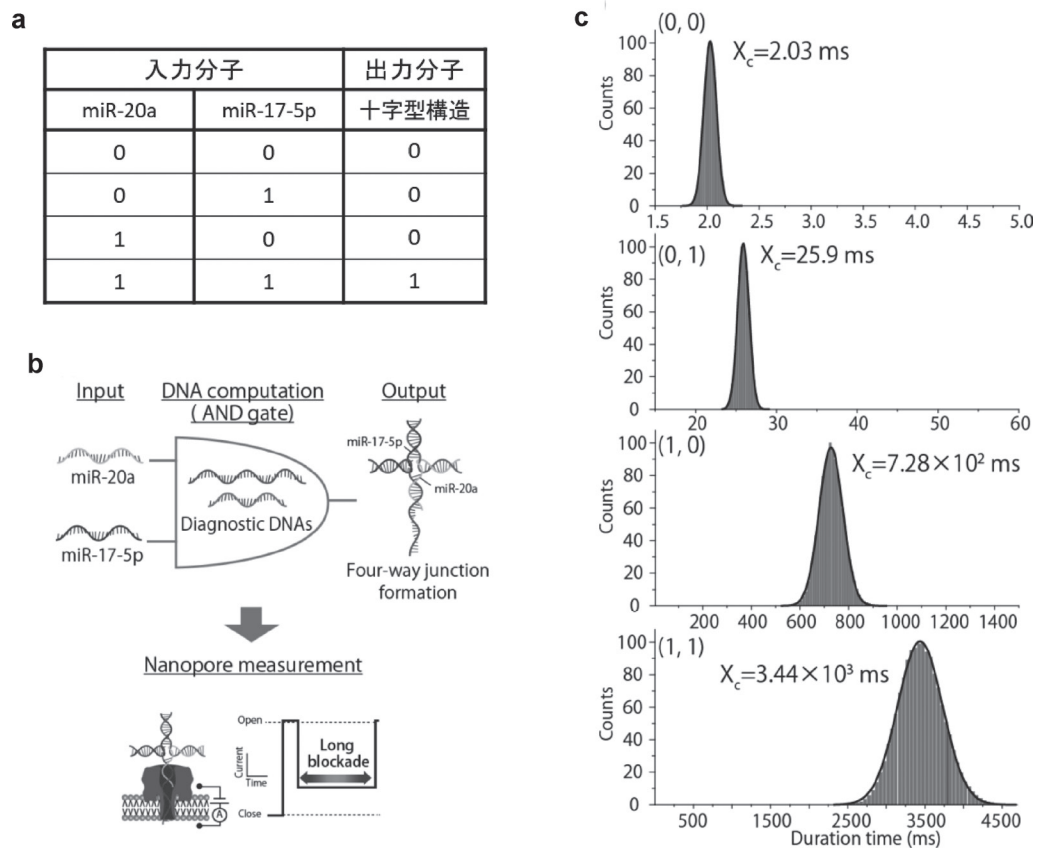 a
入力分子 出力分子
miR-20a miR-17-5p 十字型構造
0 0 0
0 1 0
1 0 0
1 1 1
b
Input DNA computation Output
( AND gate)
miR-20a
miR-17-5p
Diagnostic DNAs
miR-17-5p
miR-20a
Four-way junction
formation
Nanopore measurement
Open
Current
Time
Close
Long
blockade
A
c
(0, 0)
Xc=2.03 ms
Counts
100
80
60
40
20
0
1.5 2.0 2.5 3.0 3.5 4.0 4.5 5.0
(0, 1)
Xc=25.9 ms
Counts
100
80
60
40
20
0
20 30 40 50 60
(1, 0)
Xc=7.28×10² ms
Counts
100
80
60
40
20
0
200 400 600 800 1000 1200 1400
(1, 1)
Xc=3.44×10³ ms
Counts
100
80
60
40
20
0
500 1500 2500 3500 4500
Duration time (ms)